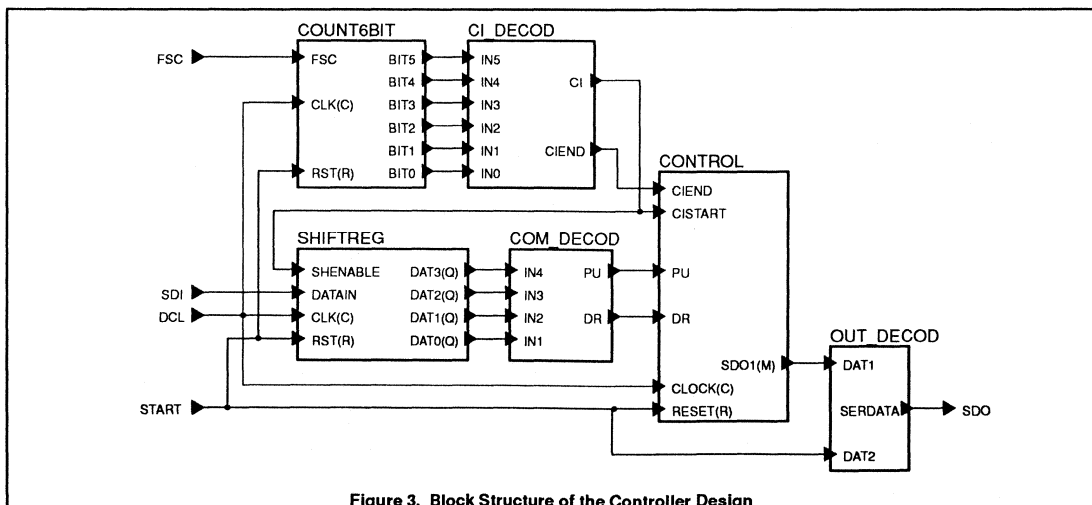 COUNT6BIT CI_DECOD
FSC FSC BIT5 IN5
BIT4 IN4 CI
CLK(C) BIT3 IN3
BIT2 IN2
BIT1 IN1 CIEND
RST(R) BIT0 IN0
CONTROL
CIEND
CISTART
SHIFTREG COM_DECOD
SHENABLE DAT3(Q) IN4 PU PU
SDI DATAIN DAT2(Q) IN3
DCL CLK(C) DAT1(Q) IN2 DR DR
RST(R) DAT0(Q) IN1
OUT_DECOD
SDO1(M) DAT1
CLOCK(C)
START RESET(R) SERDATA SDO
DAT2
Figure 3. Block Structure of the Controller Design